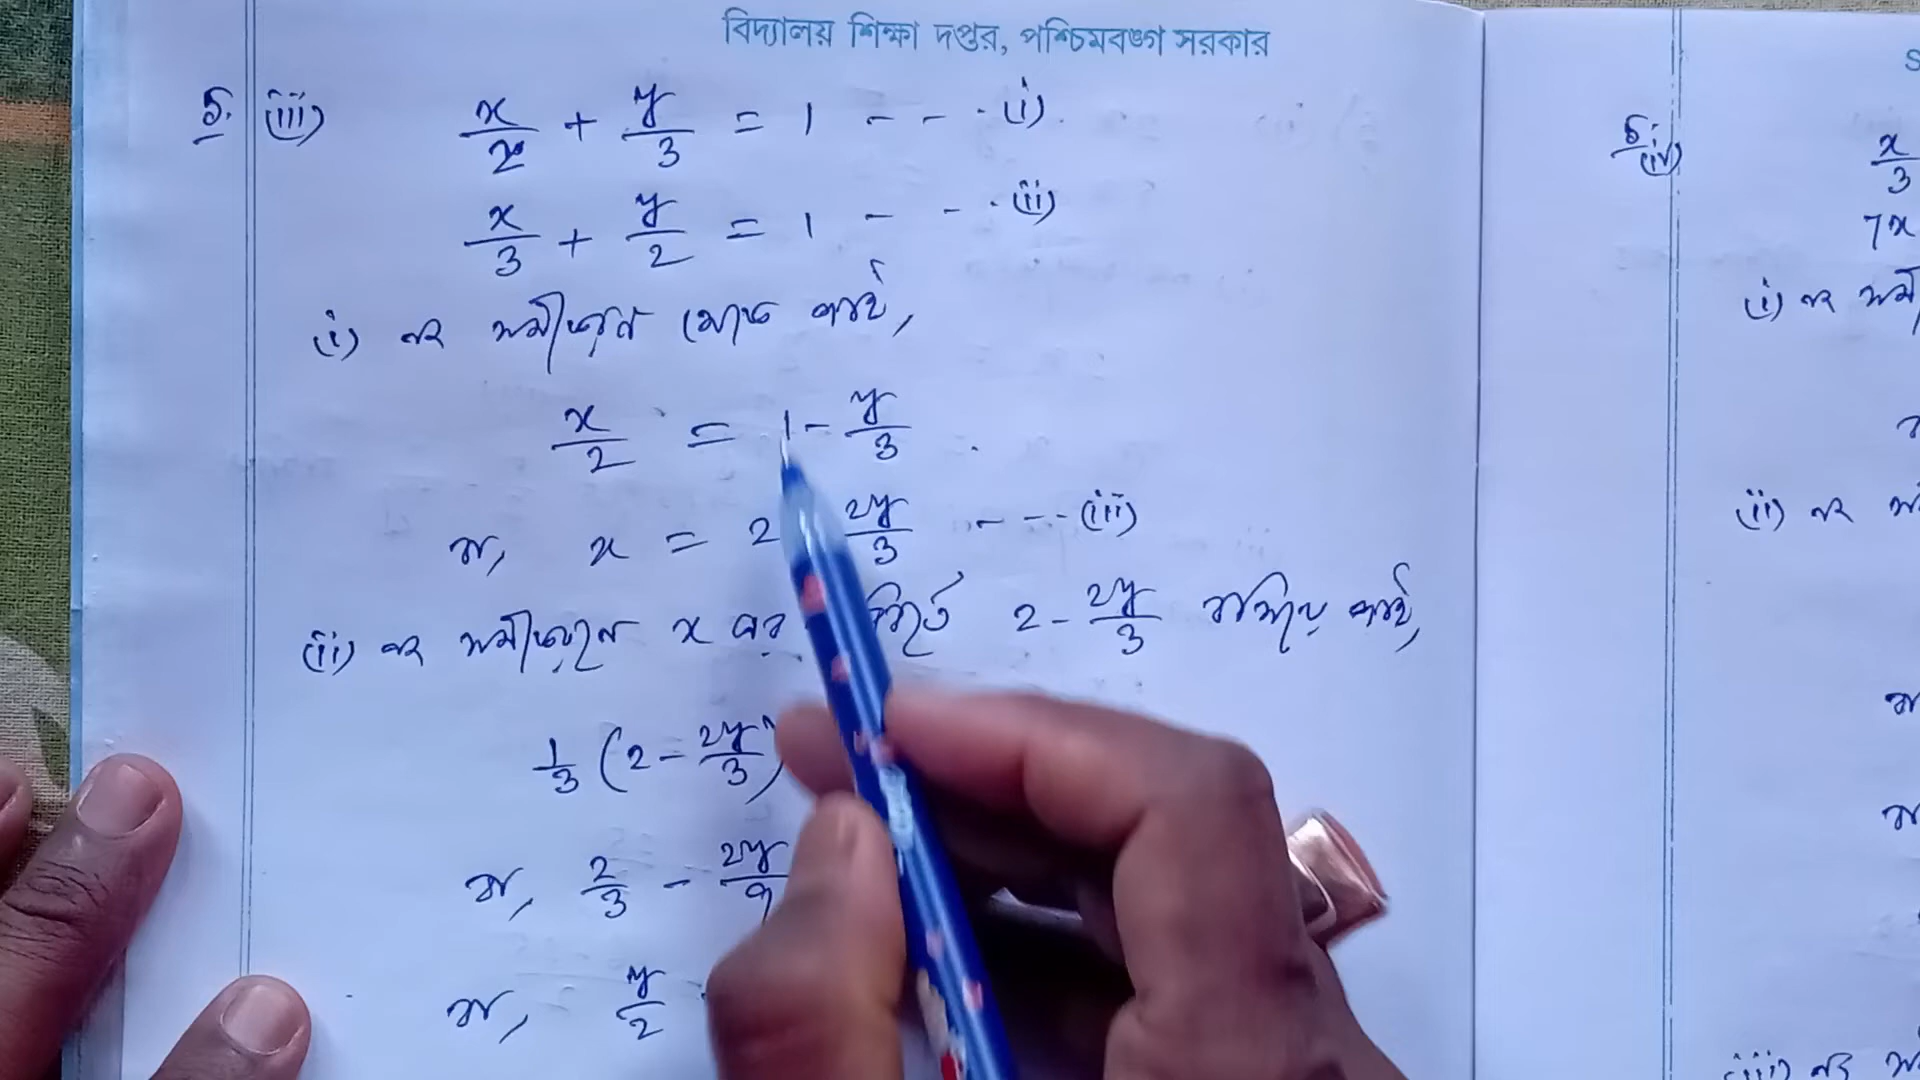 বিদ্যালয় শিক্ষা দপ্তর, পশ্চিমবঙ্গ সরকার
5. (iii) x/2 + y/3 = 1 - - - (i)
x/3 + y/2 = 1 - - - (ii)
(i) নং সমীকরণ থেকে পাই,
x/2 = 1 - y/3
বা, x = 2 2y/3 - - - (iii)
(ii) নং সমীকরণে x এর 2 - 2y/3 বসিয়ে পাই,
1/3 (2 - 2y/3)
বা, 2/3 - 2y/9
বা, y/2
5. (iv) x/3
7x
(i) নং
(ii) নং
বা
বা
(iii) নং